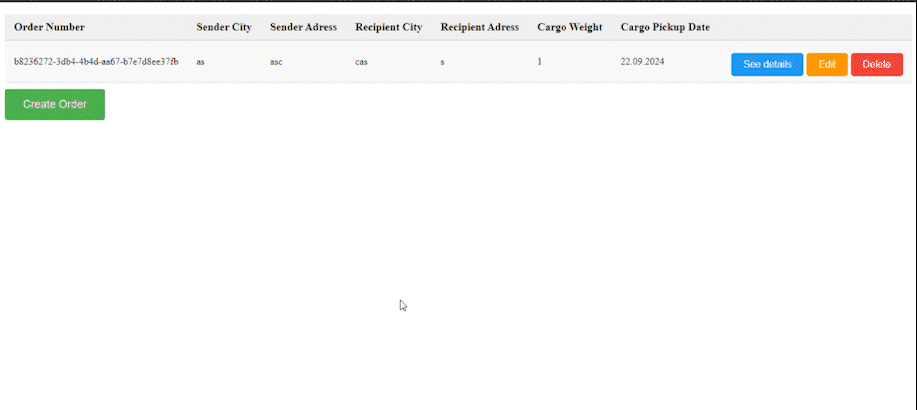 Order Number Sender City Sender Adress Recipient City Recipient Adress Cargo Weight Cargo Pickup Date
b8236272-3db4-4b4d-aa67-b7e7d8ee37fb as asc cas s 1 22.09.2024 See details Edit Delete
Create Order